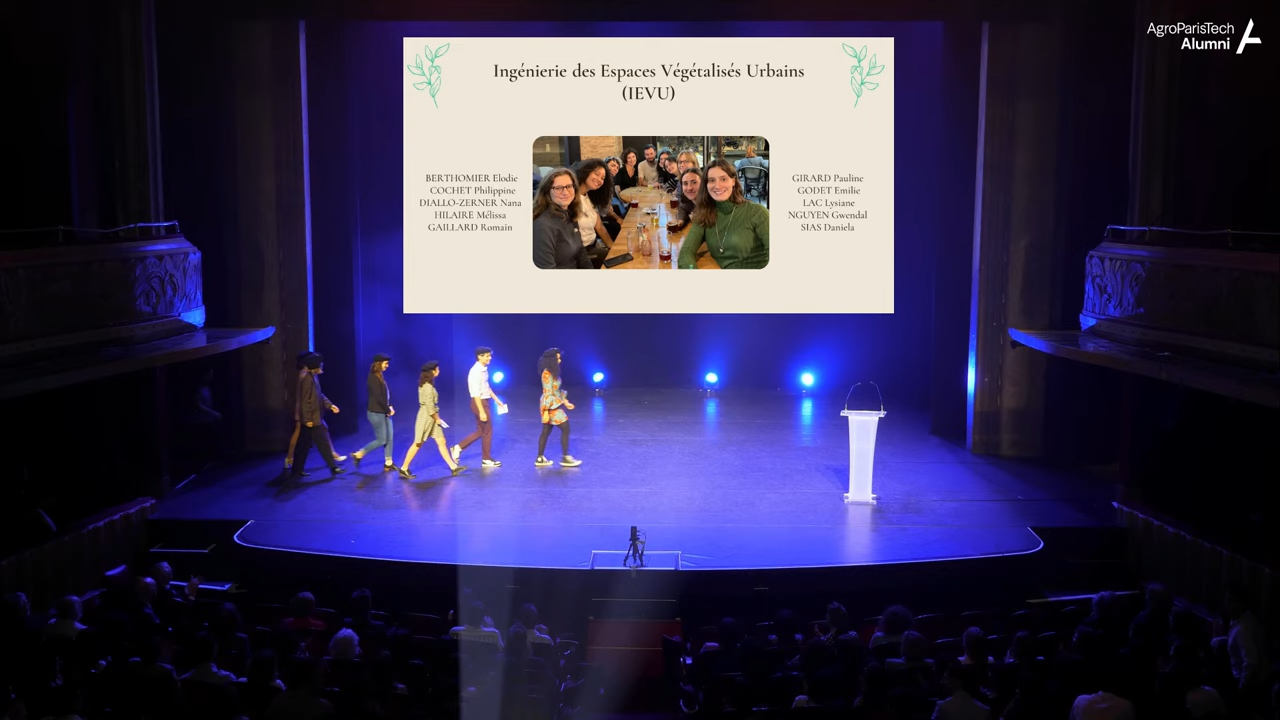 AgroParisTech
Alumni
Ingénierie des Espaces Végétalisés Urbains
(IEVU)
BERTHOMIER Elodie
COCHET Philippine
DIALLO-ZERNER Nana
HILAIRE Mélissa
GAILLARD Romain
GIRARD Pauline
GODET Emilie
LAC Lysiane
NGUYEN Gwendal
SIAS Daniela